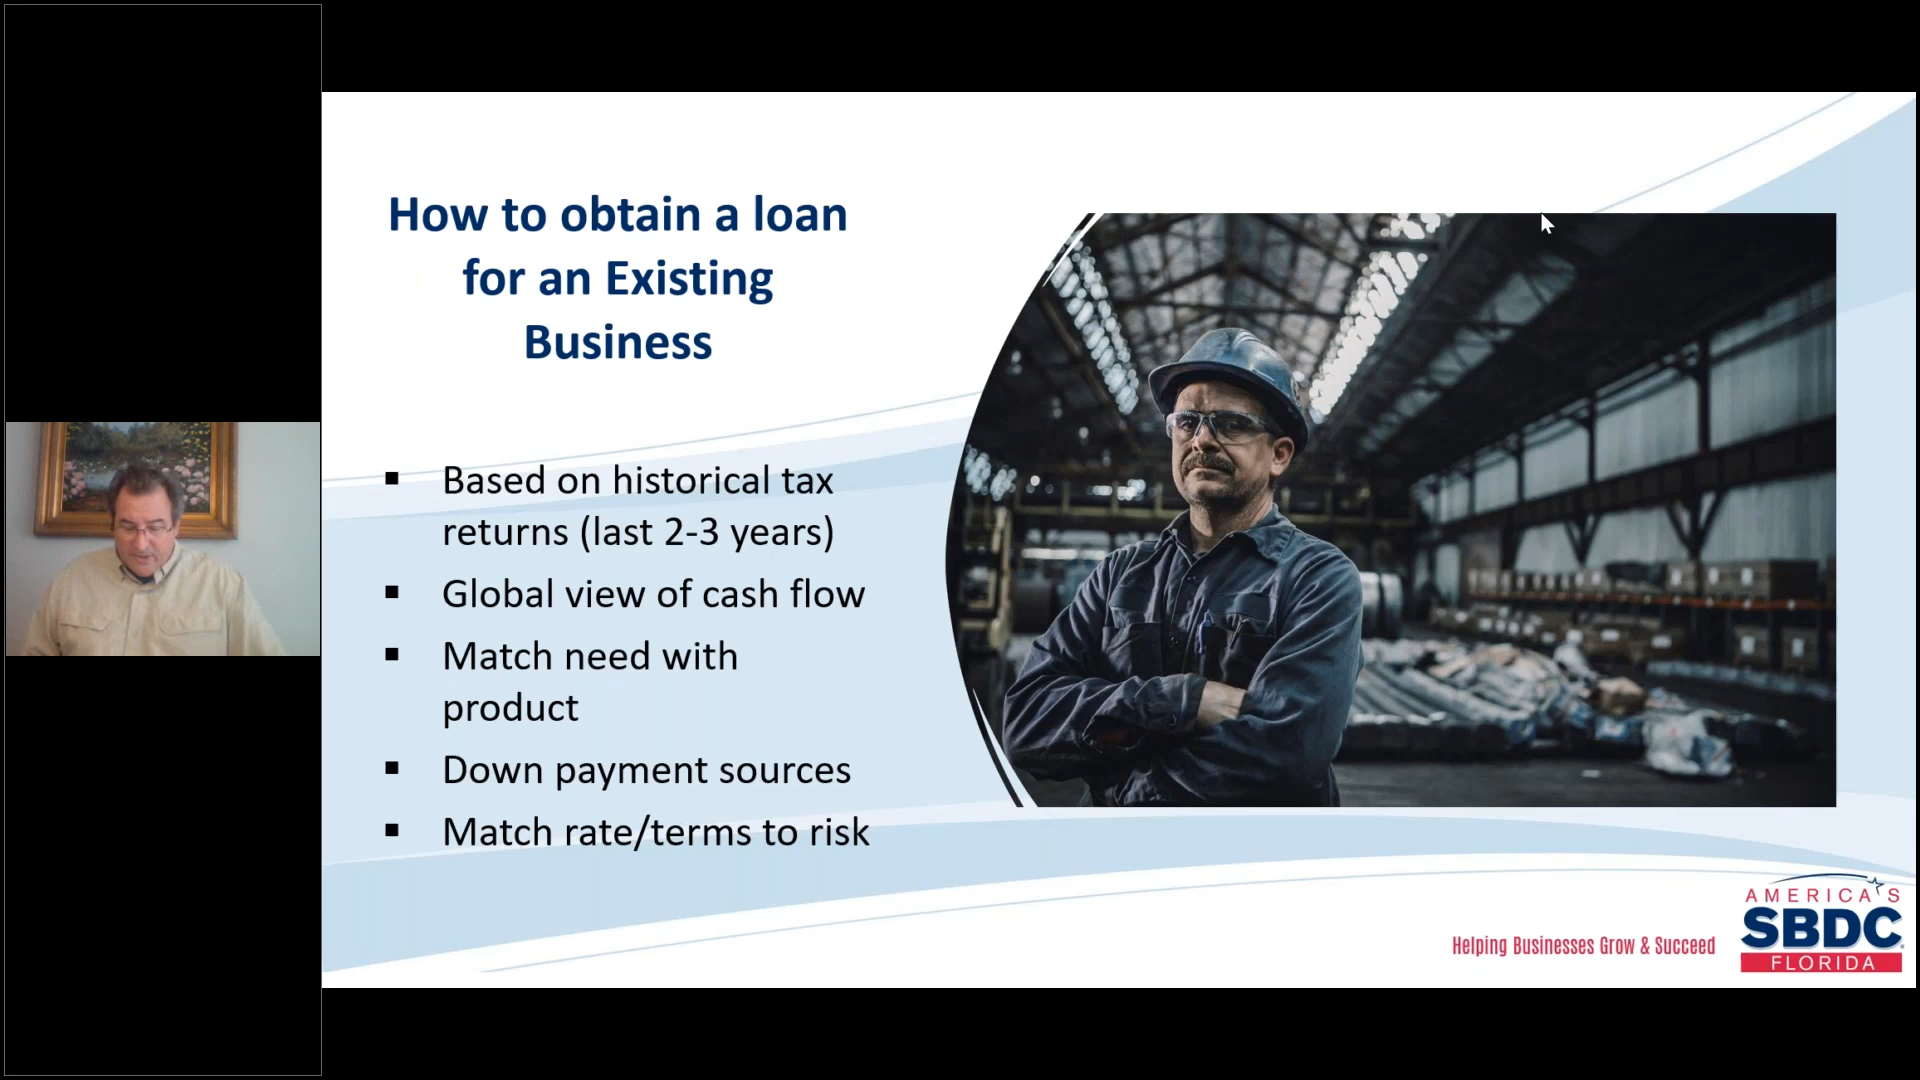 How to obtain a loan
for an Existing
Business
▪ Based on historical tax
returns (last 2-3 years)
▪ Global view of cash flow
▪ Match need with
product
▪ Down payment sources
▪ Match rate/terms to risk
Helping Businesses Grow & Succeed
AMERICA'S
SBDC
FLORIDA